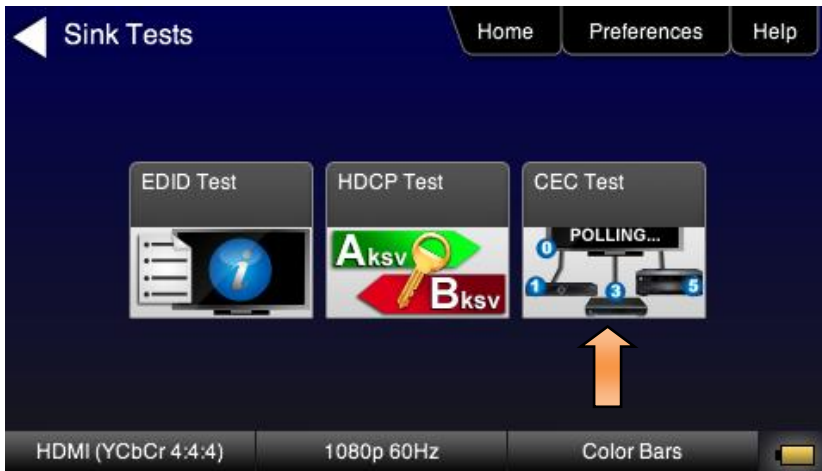 Sink Tests
Home
Preferences
Help
EDID Test
HDCP Test
CEC Test
i
Aksv
Bksv
POLLING...
0
1
3
5
HDMI (YCbCr 4:4:4)
1080p 60Hz
Color Bars